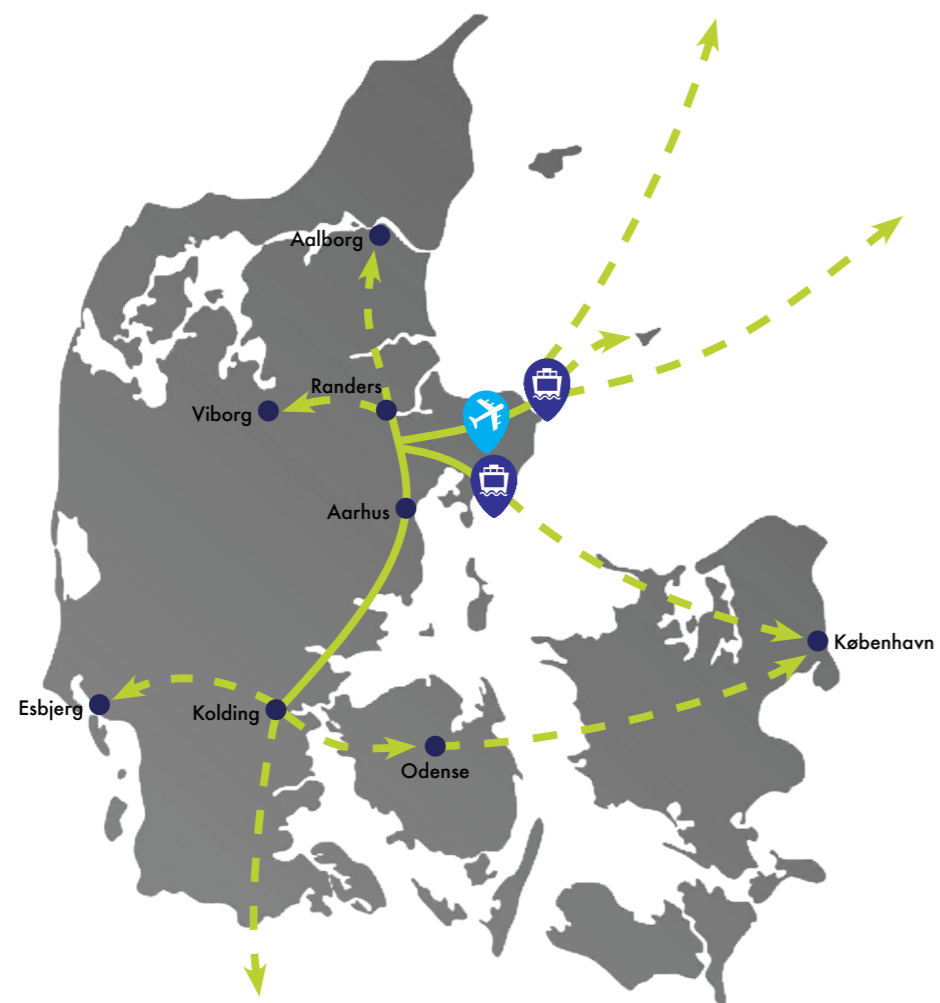 Aalborg
Randers
Viborg
Aarhus
København
Esbjerg
Kolding
Odense